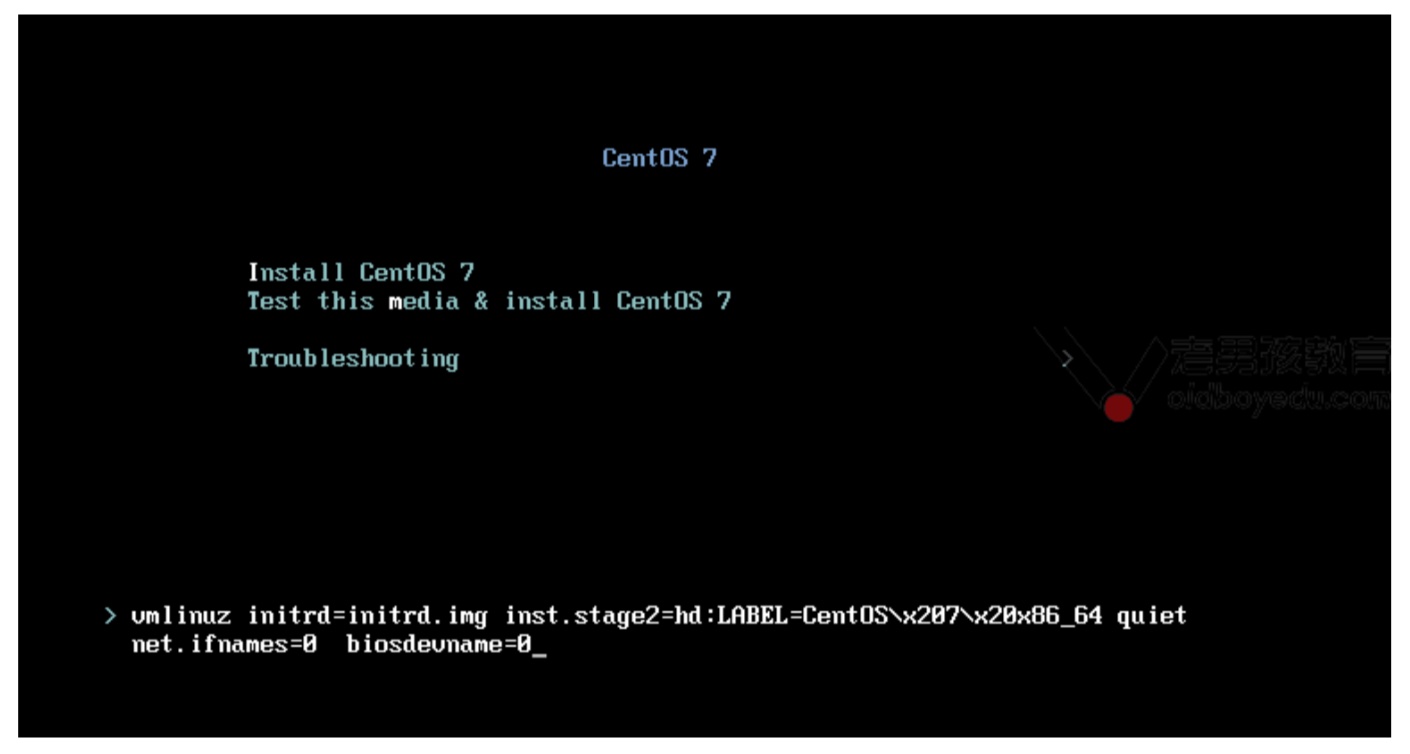 CentOS 7
Install CentOS 7
Test this media & install CentOS 7
Troubleshooting >
老男孩教育
oldboyedu.com
> vmlinuz initrd=initrd.img inst.stage2=hd:LABEL=CentOS\x207\x20x86_64 quiet
net.ifnames=0  biosdevname=0_